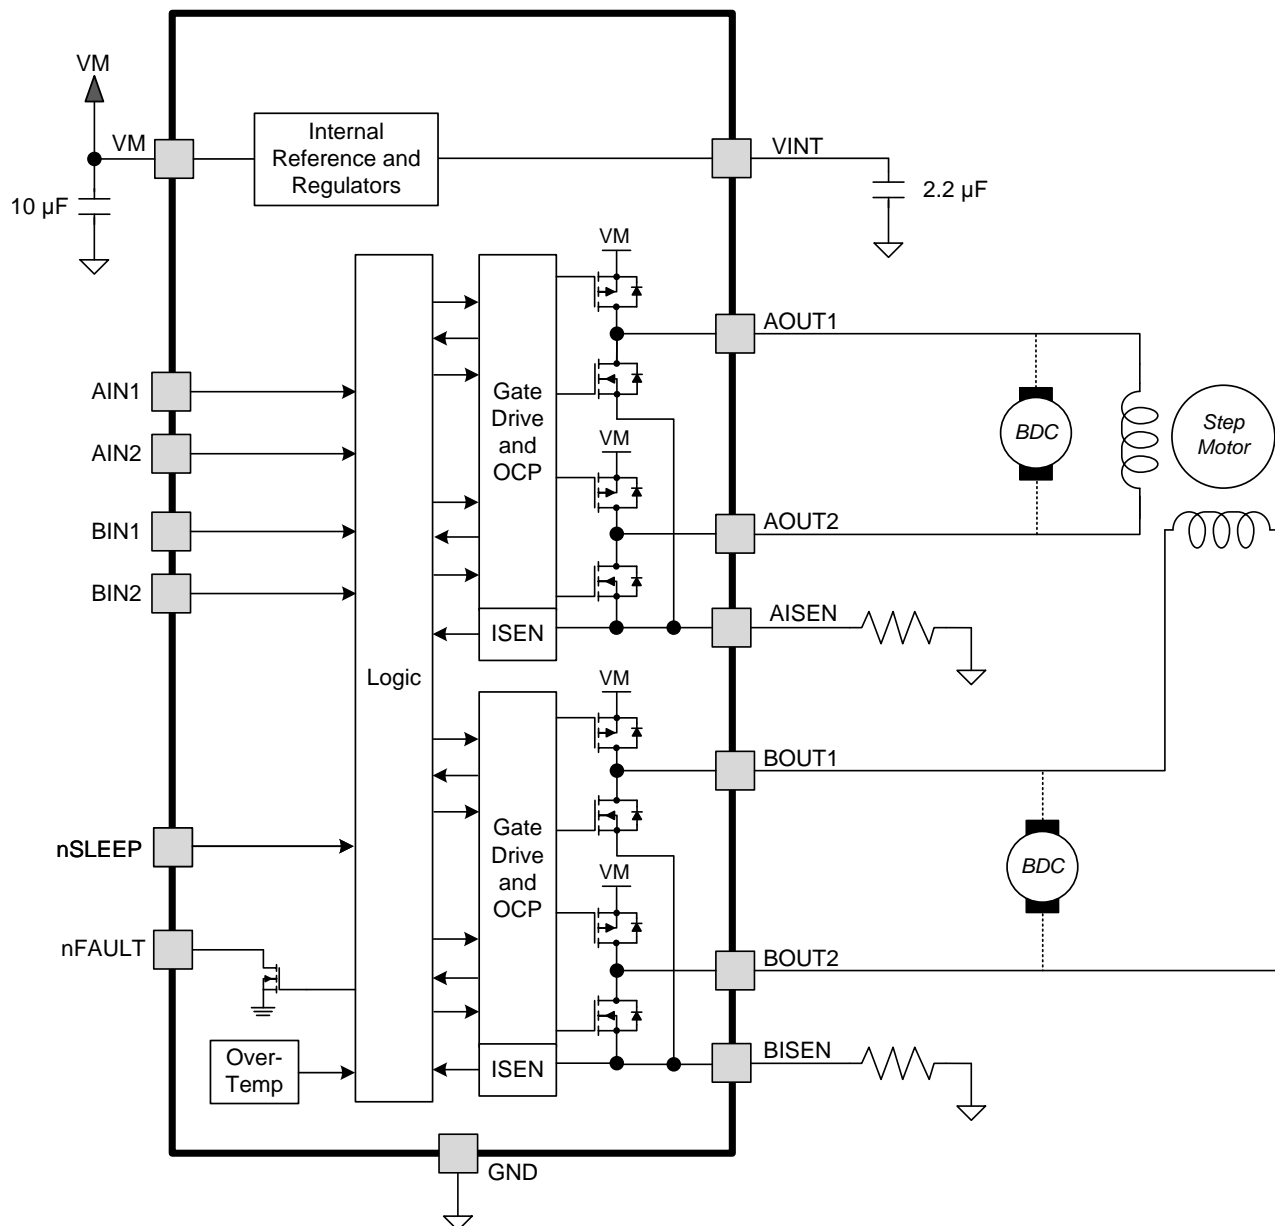 VM
VM
Internal
Reference and
Regulators
VINT
10 µF
2.2 µF
VM
AOUT1
AIN1
Gate
Drive
and
OCP
BDC
Step
Motor
VM
AIN2
BIN1
AOUT2
BIN2
ISEN
AISEN
Logic
VM
BOUT1
nSLEEP
Gate
Drive
and
OCP
VM
BDC
nFAULT
BOUT2
Over-
Temp
ISEN
BISEN
GND